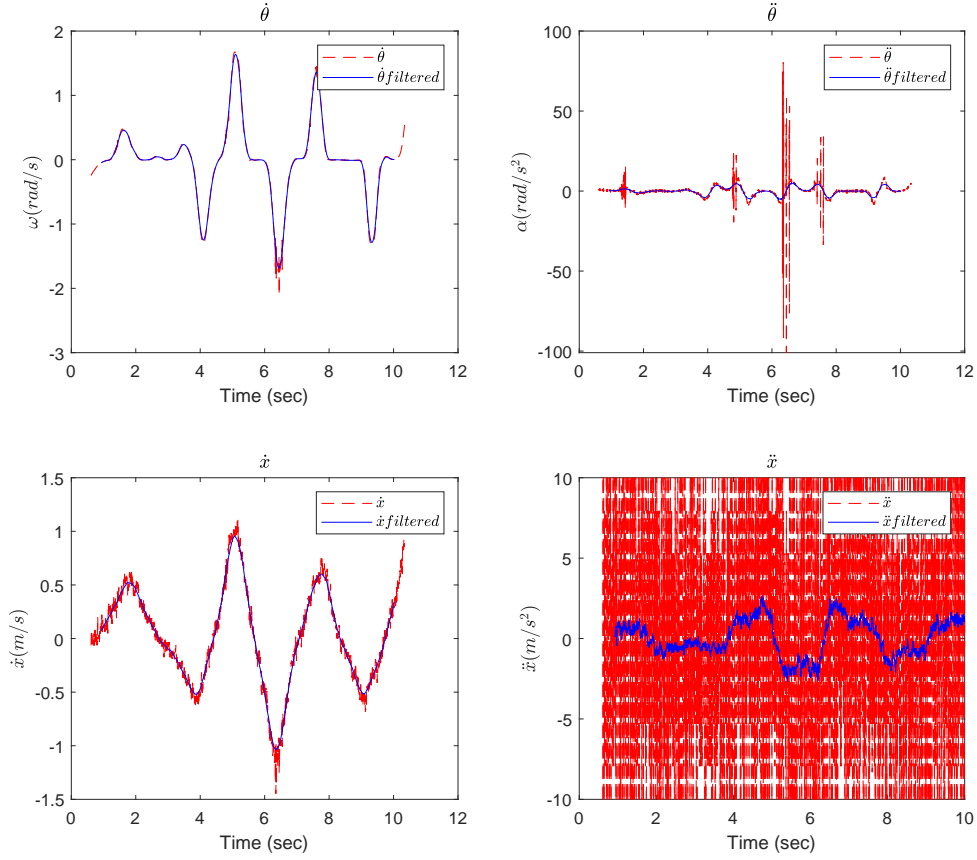 θ̇
2
1
0
-1
-2
-3
ω(rad/s)
0 2 4 6 8 10 12
Time (sec)
θ̇
θ̇filtered
θ̈
100
50
0
-50
-100
α(rad/s²)
0 2 4 6 8 10 12
Time (sec)
θ̈
θ̈filtered
ẋ
1.5
1
0.5
0
-0.5
-1
-1.5
ẋ(m/s)
0 2 4 6 8 10 12
Time (sec)
ẋ
ẋfiltered
ẍ
10
5
0
-5
-10
ẍ(m/s²)
0 2 4 6 8 10
Time (sec)
ẍ
ẍfiltered